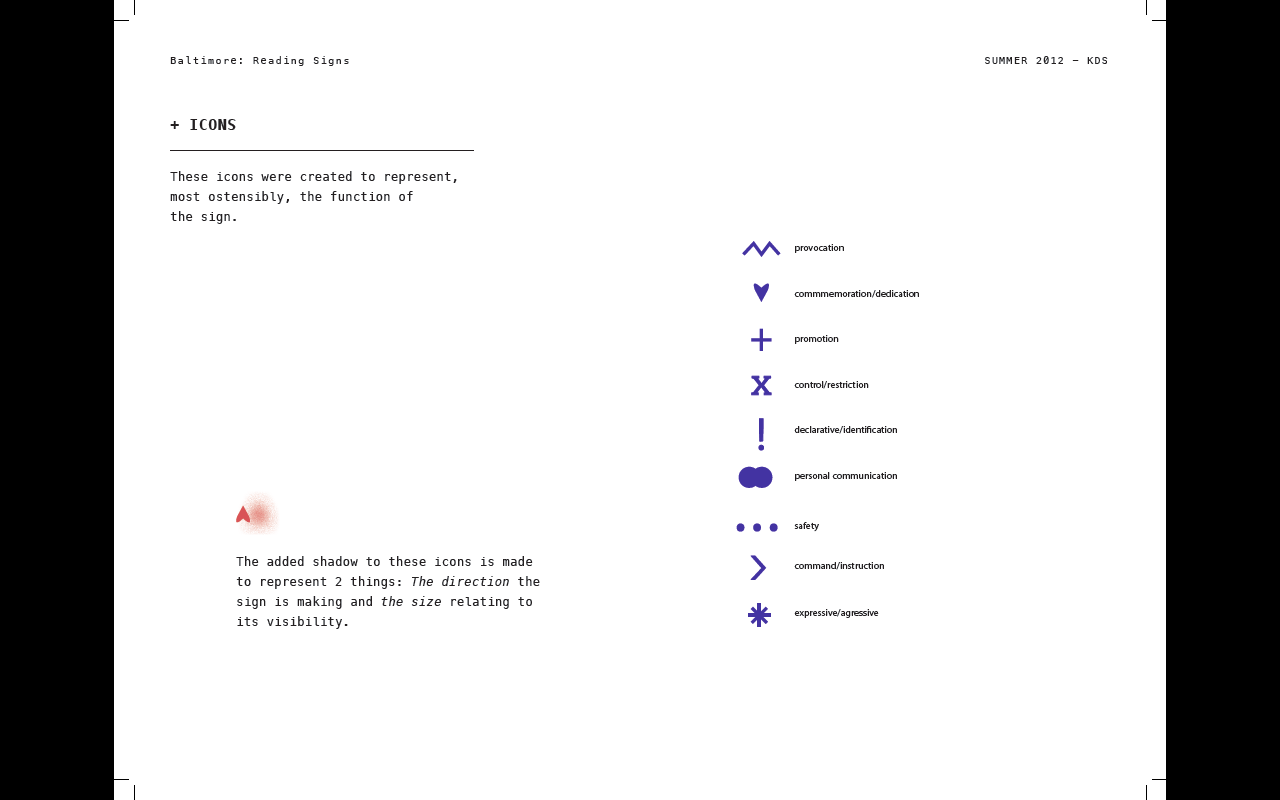 Baltimore: Reading Signs
SUMMER 2012 – KDS
+ ICONS
These icons were created to represent,
most ostensibly, the function of
the sign.
provocation
commmemoration/dedication
promotion
control/restriction
declarative/identification
personal communication
safety
command/instruction
expressive/agressive
The added shadow to these icons is made
to represent 2 things: The direction the
sign is making and the size relating to
its visibility.